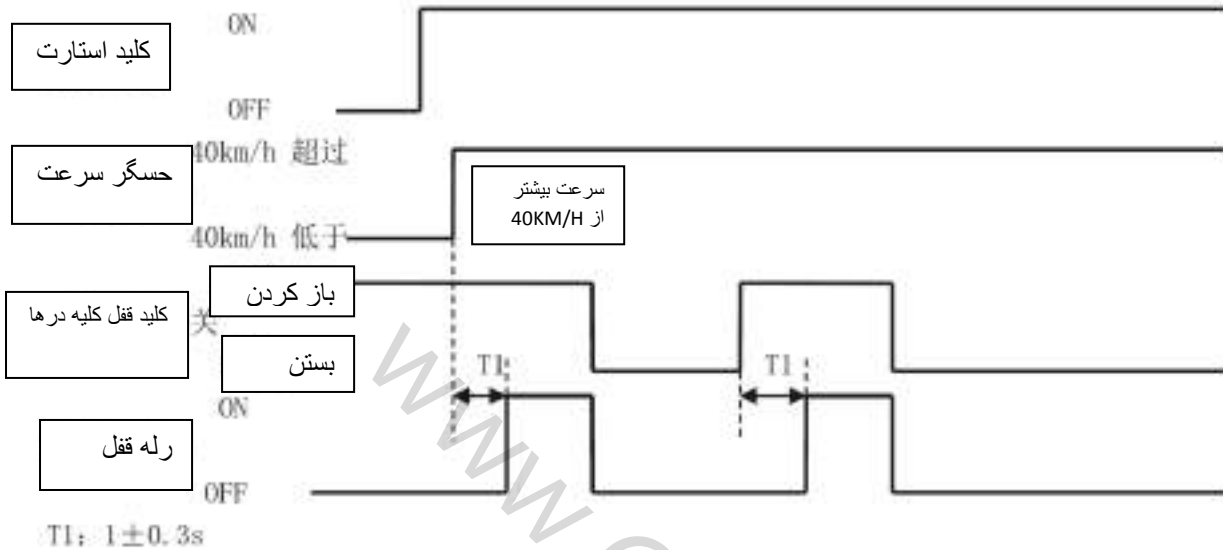 ON
کلید استارت
OFF
40km/h 超过
حسگر سرعت
سرعت بیشتر
از 40KM/H
40km/h 低于
باز کردن
کلید قفل کلیه درها
关
بستن
T1
T1
ON
رله قفل
OFF
T1: 1±0.3s
www